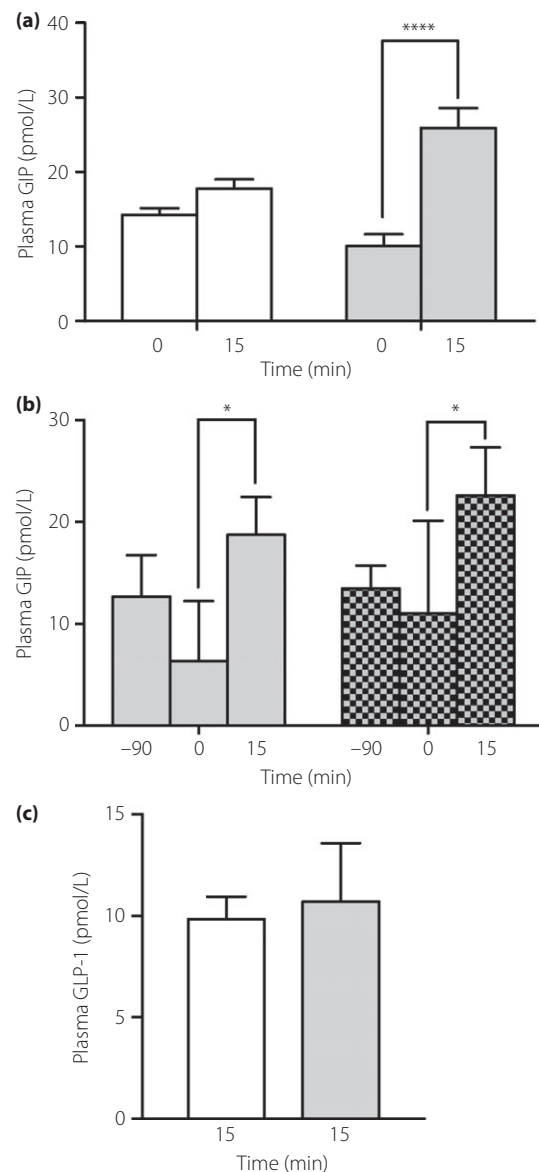 (a)
40
30
20
10
0
Plasma GIP (pmol/L)
****
0 15 0 15
Time (min)
(b)
30
20
10
0
Plasma GIP (pmol/L)
* *
−90 0 15 −90 0 15
Time (min)
(c)
15
10
5
0
Plasma GLP-1 (pmol/L)
15 15
Time (min)